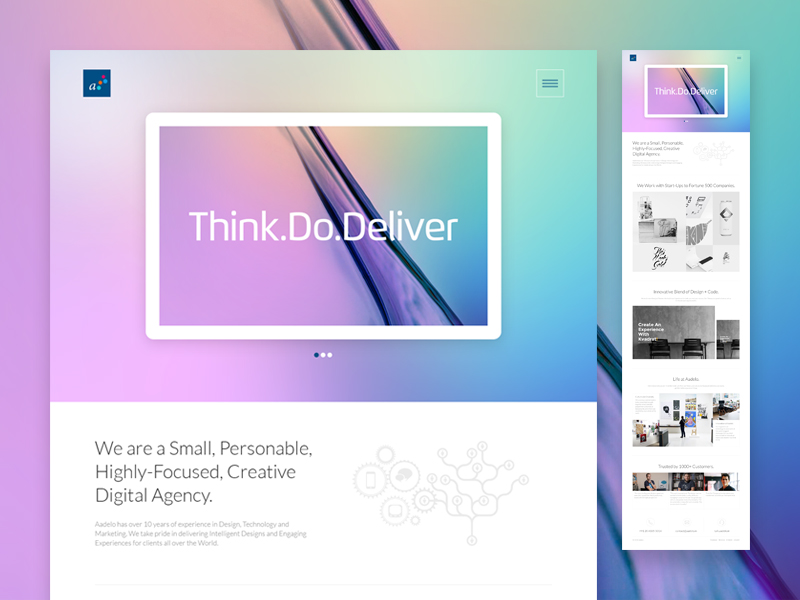 a
Think.Do.Deliver
We are a Small, Personable,
Highly-Focused, Creative
Digital Agency.
Aadelo has over 10 years of experience in Design, Technology and
Marketing. We take pride in delivering Intelligent Designs and Engaging
Experiences for clients all over the World.
Think.Do.Deliver
We are a Small, Personable,
Highly-Focused, Creative
Digital Agency.
We Work with Start-Ups to Fortune 500 Companies.
Innovative Blend of Design + Code.
Create An
Experience
With
Kvadrat.
Life at Aadelo.
Trusted by 1000+ Customers.